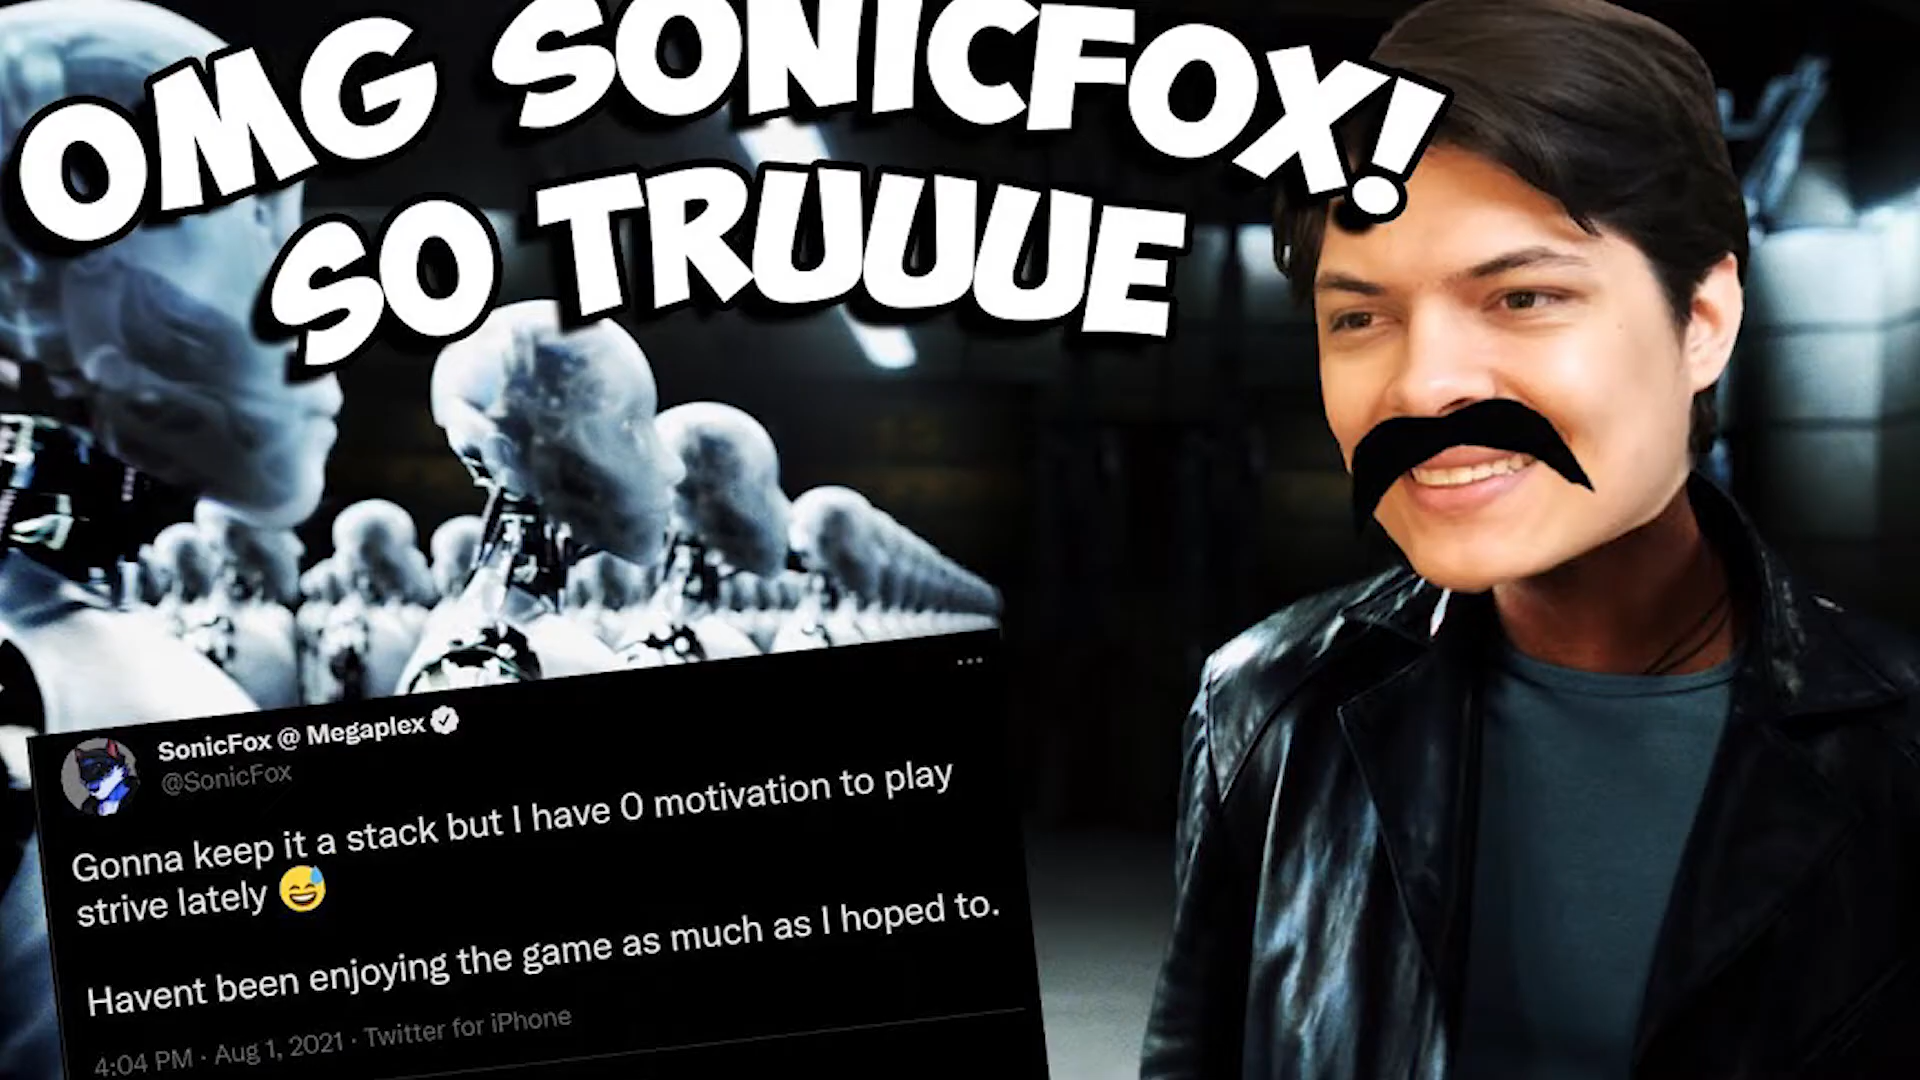 OMG SONICFOX!
SO TRUUUE
SonicFox @ Megaplex
@SonicFox
Gonna keep it a stack but I have 0 motivation to play
strive lately 😅
Havent been enjoying the game as much as I hoped to.
4:04 PM · Aug 1, 2021 · Twitter for iPhone